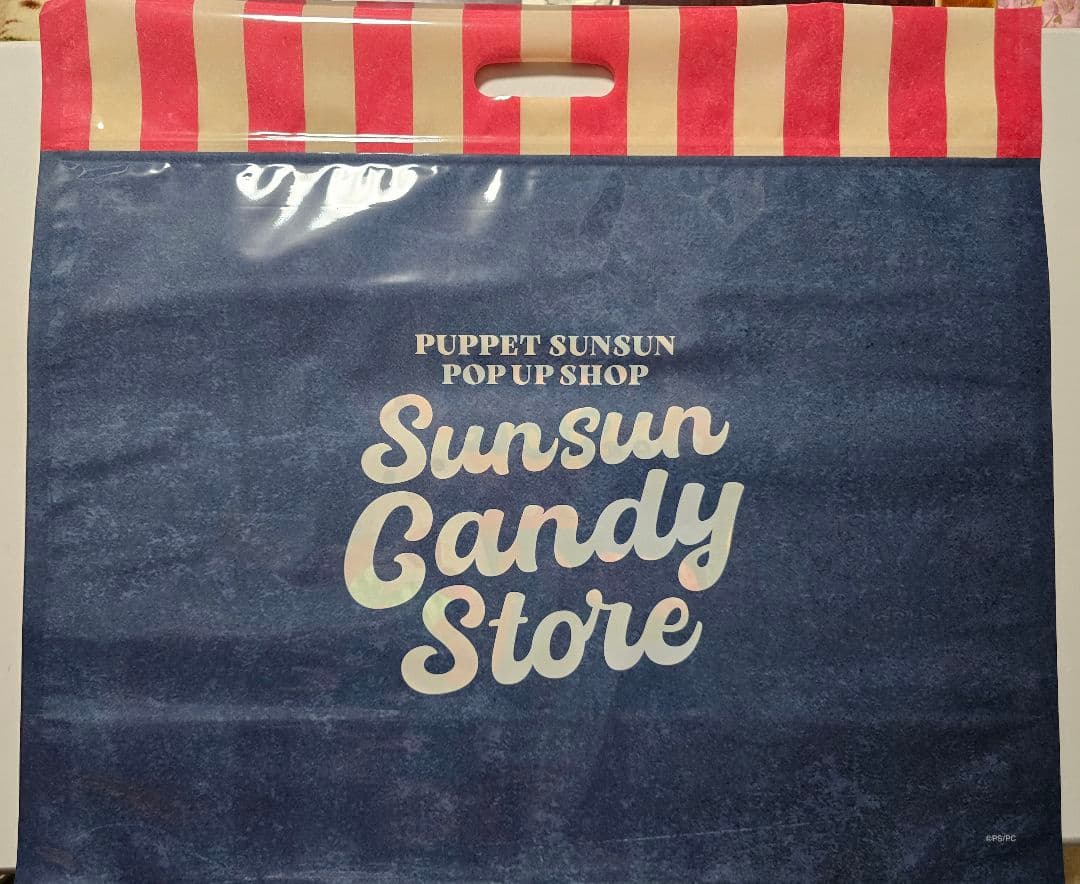 PUPPET SUNSUN
POP UP SHOP
Sunsun
Candy
Store
©PS/PC